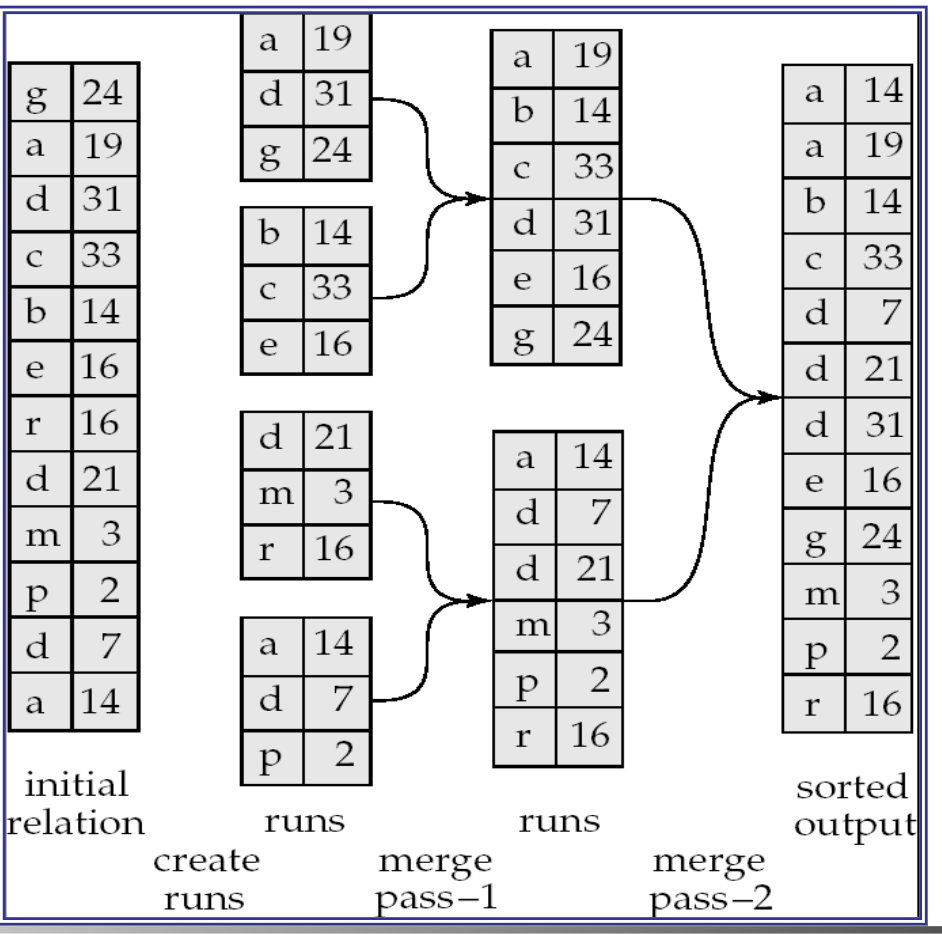 g 24
a 19
d 31
c 33
b 14
e 16
r 16
d 21
m 3
p 2
d 7
a 14
initial
relation
create
runs
a 19
d 31
g 24
b 14
c 33
e 16
d 21
m 3
r 16
a 14
d 7
p 2
runs
merge
pass–1
a 19
b 14
c 33
d 31
e 16
g 24
a 14
d 7
d 21
m 3
p 2
r 16
runs
merge
pass–2
a 14
a 19
b 14
c 33
d 7
d 21
d 31
e 16
g 24
m 3
p 2
r 16
sorted
output